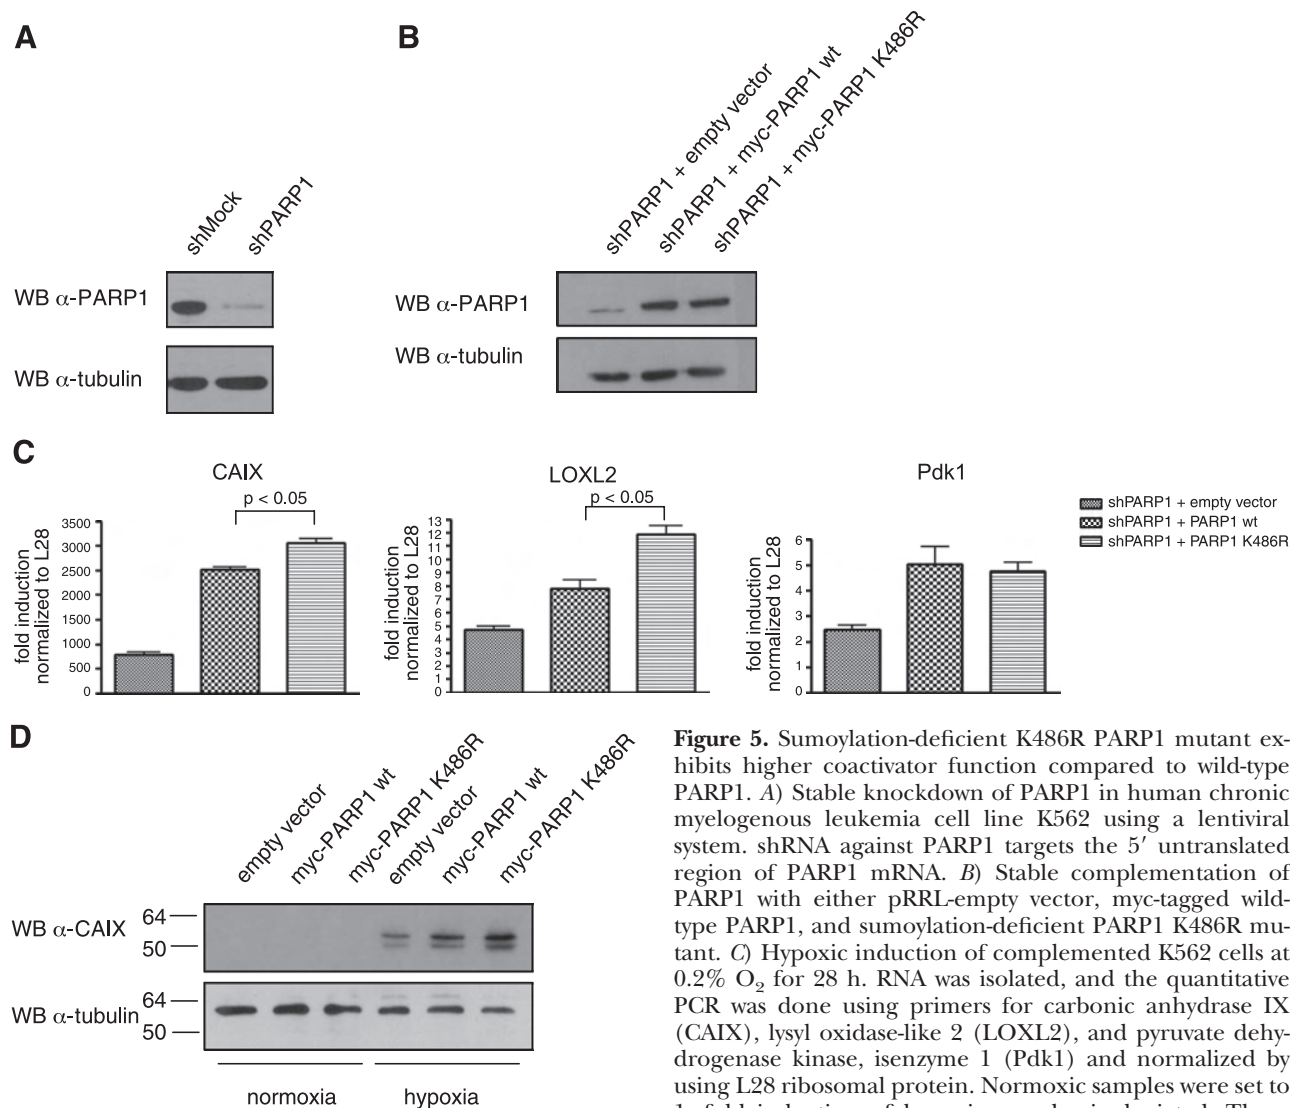 A
B
shMock
shPARP1
WB α-PARP1
WB α-tubulin
shPARP1 + empty vector
shPARP1 + myc-PARP1 wt
shPARP1 + myc-PARP1 K486R
WB α-PARP1
WB α-tubulin
C
CAIX
p < 0.05
fold induction
normalized to L28
3500
3000
2500
2000
1500
1000
500
0
LOXL2
p < 0.05
fold induction
normalized to L28
13
12
11
10
9
8
7
6
5
4
3
2
1
0
Pdk1
fold induction
normalized to L28
6
5
4
3
2
1
0
shPARP1 + empty vector
shPARP1 + PARP1 wt
shPARP1 + PARP1 K486R
D
empty vector
myc-PARP1 wt
myc-PARP1 K486R
empty vector
myc-PARP1 wt
myc-PARP1 K486R
WB α-CAIX
64
50
WB α-tubulin
64
50
normoxia
hypoxia
Figure 5. Sumoylation-deficient K486R PARP1 mutant ex-
hibits higher coactivator function compared to wild-type
PARP1. A) Stable knockdown of PARP1 in human chronic
myelogenous leukemia cell line K562 using a lentiviral
system. shRNA against PARP1 targets the 5′ untranslated
region of PARP1 mRNA. B) Stable complementation of
PARP1 with either pRRL-empty vector, myc-tagged wild-
type PARP1, and sumoylation-deficient PARP1 K486R mu-
tant. C) Hypoxic induction of complemented K562 cells at
0.2% O2 for 28 h. RNA was isolated, and the quantitative
PCR was done using primers for carbonic anhydrase IX
(CAIX), lysyl oxidase-like 2 (LOXL2), and pyruvate dehy-
drogenase kinase, isenzyme 1 (Pdk1) and normalized by
using L28 ribosomal protein. Normoxic samples were set to